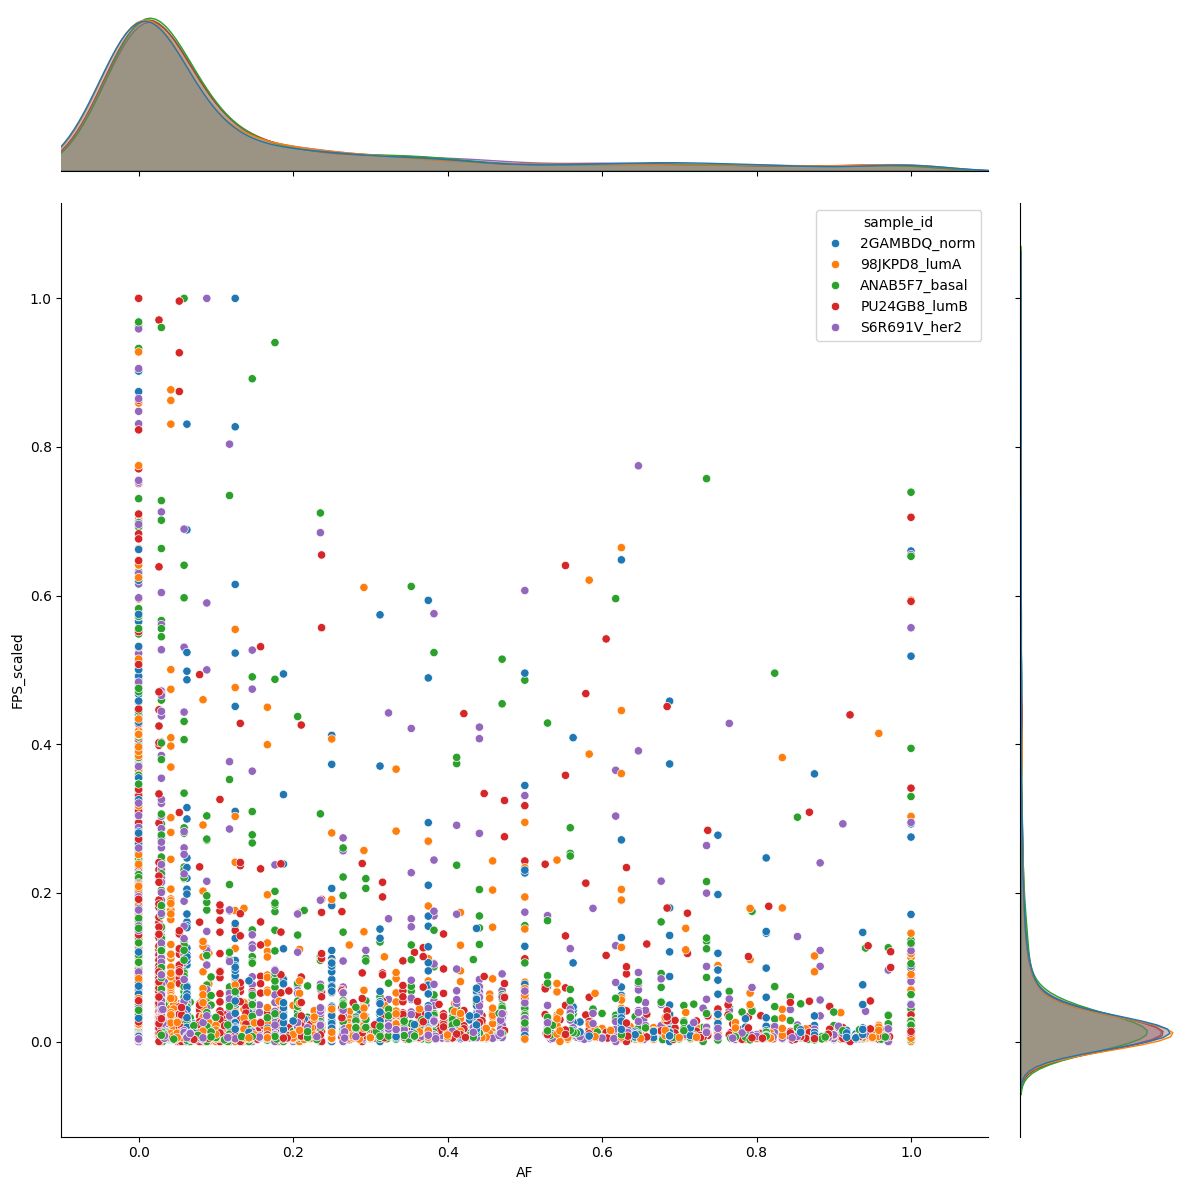 sample_id
2GAMBDQ_norm
98JKPD8_lumA
ANAB5F7_basal
PU24GB8_lumB
S6R691V_her2
1.0
0.8
0.6
0.4
0.2
0.0
FPS_scaled
0.0 0.2 0.4 0.6 0.8 1.0
AF